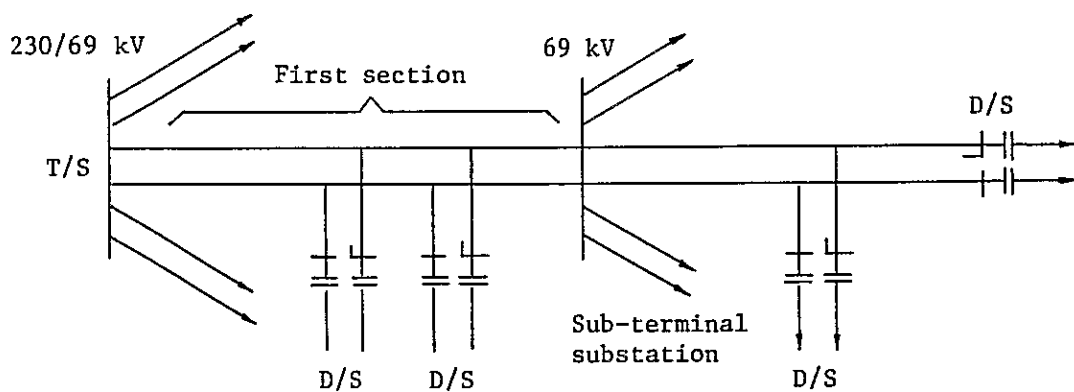 230/69 kV
69 kV
First section
D/S
T/S
Sub-terminal
substation
D/S
D/S
D/S